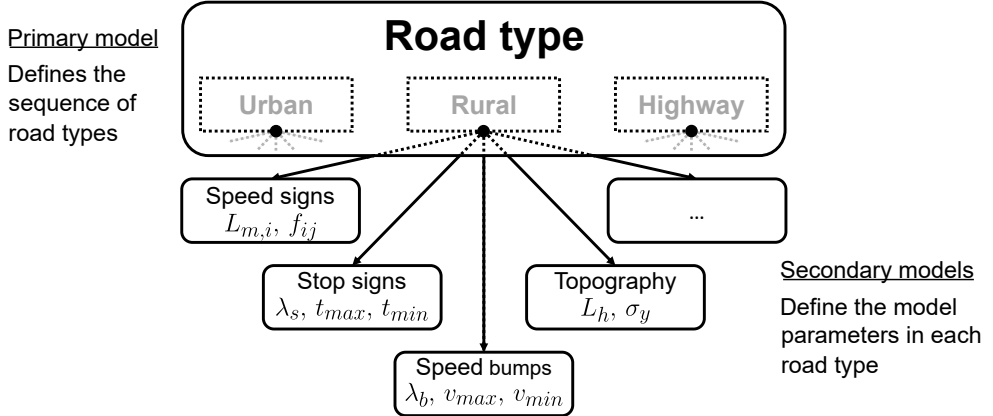 Primary model
Defines the
sequence of
road types
Road type
Urban
Rural
Highway
Speed signs
L_{m,i}, f_{ij}
...
Stop signs
λ_s, t_{max}, t_{min}
Topography
L_h, σ_y
Speed bumps
λ_b, v_{max}, v_{min}
Secondary models
Define the model
parameters in each
road type